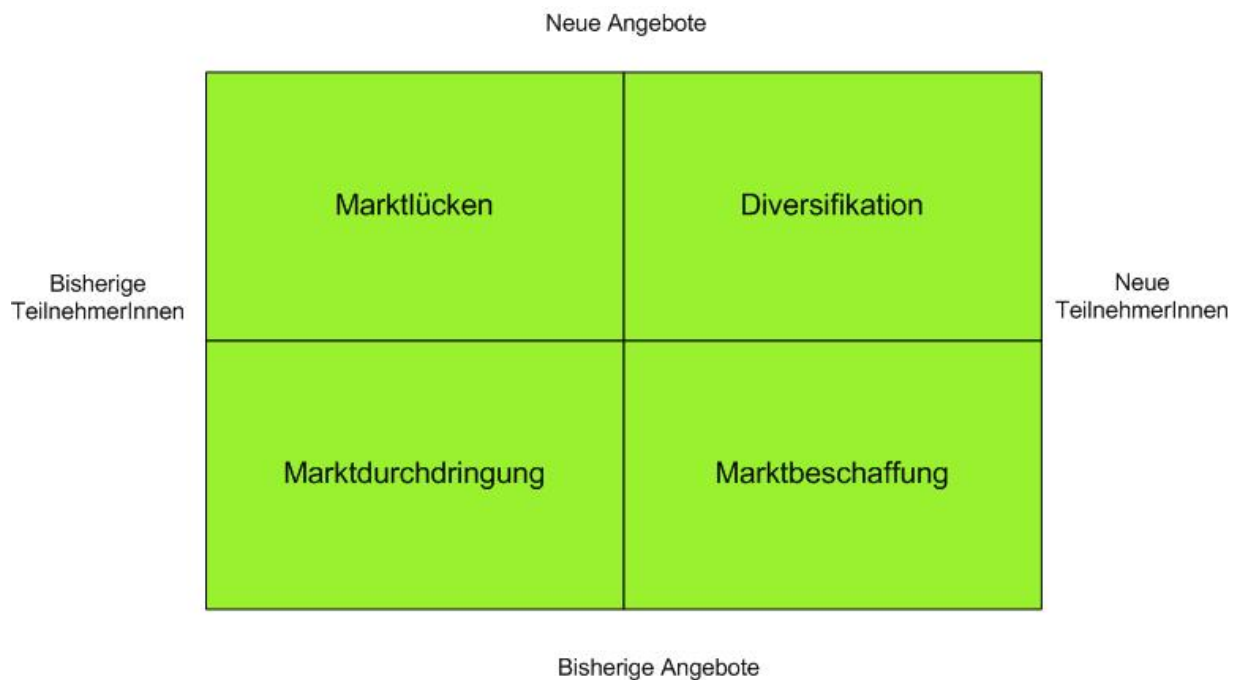 Neue Angebote
Marktlücken
Diversifikation
Bisherige
TeilnehmerInnen
Neue
TeilnehmerInnen
Marktdurchdringung
Marktbeschaffung
Bisherige Angebote